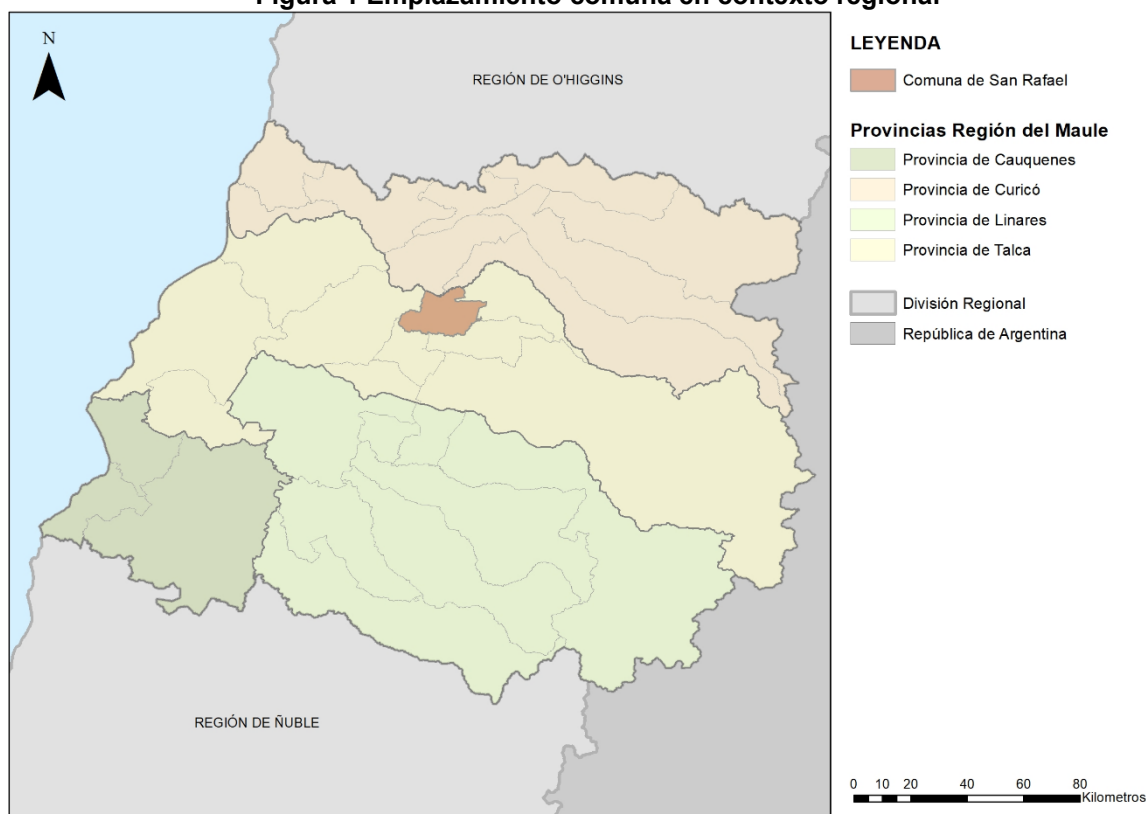 Figura 1 Emplazamiento comuna en contexto regional
N
REGIÓN DE O'HIGGINS
REGIÓN DE ÑUBLE
LEYENDA
Comuna de San Rafael
Provincias Región del Maule
Provincia de Cauquenes
Provincia de Curicó
Provincia de Linares
Provincia de Talca
División Regional
República de Argentina
0 10 20 40 60 80
Kilometros